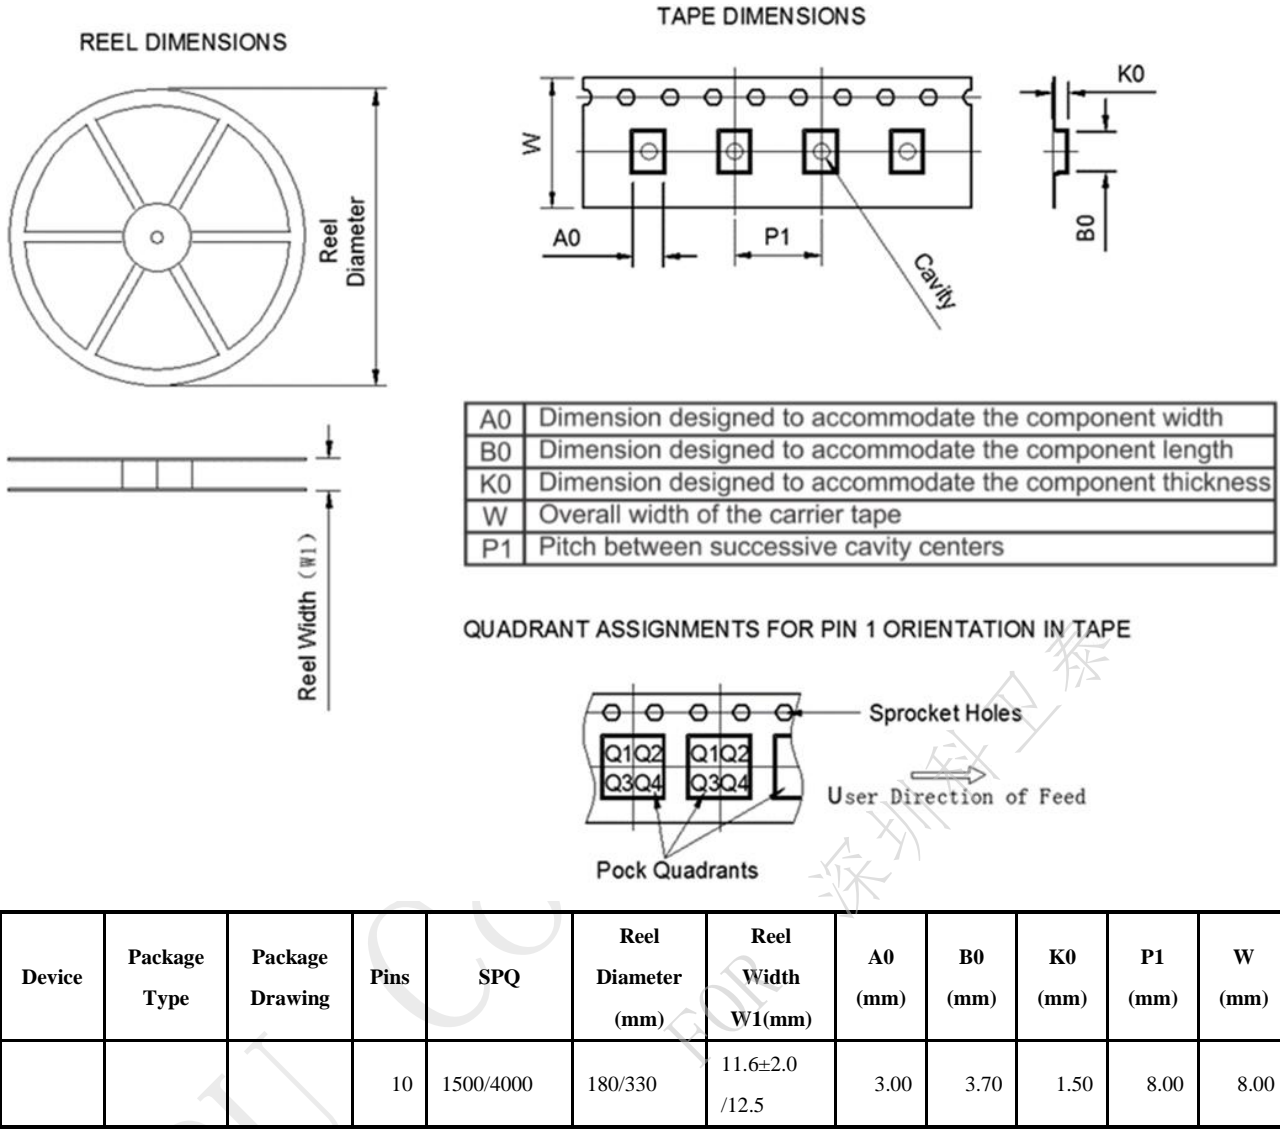 REEL DIMENSIONS
TAPE DIMENSIONS
Reel
Diameter
W
A0
P1
Cavity
K0
B0
Reel Width (W1)
A0 Dimension designed to accommodate the component width
B0 Dimension designed to accommodate the component length
K0 Dimension designed to accommodate the component thickness
W Overall width of the carrier tape
P1 Pitch between successive cavity centers
QUADRANT ASSIGNMENTS FOR PIN 1 ORIENTATION IN TAPE
Sprocket Holes
Q1 Q2 Q1 Q2
Q3 Q4 Q3 Q4
User Direction of Feed
Pock Quadrants
深圳科卫泰
FOR
Device Package Type Package Drawing Pins SPQ Reel Diameter (mm) Reel Width W1(mm) A0 (mm) B0 (mm) K0 (mm) P1 (mm) W (mm)
10 1500/4000 180/330 11.6±2.0 /12.5 3.00 3.70 1.50 8.00 8.00